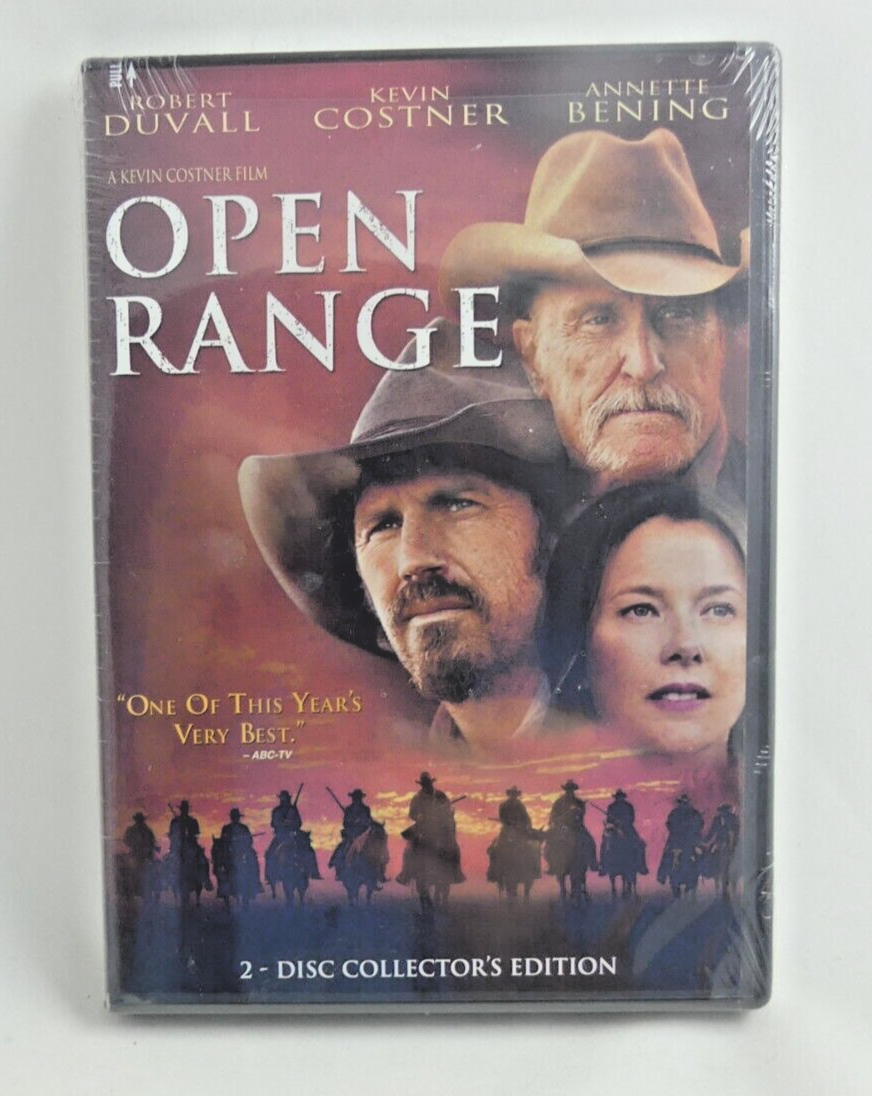 PULL
ROBERT DUVALL
KEVIN COSTNER
ANNETTE BENING
A KEVIN COSTNER FILM
OPEN
RANGE
“ONE OF THIS YEAR'S
VERY BEST.”
– ABC-TV
2 - DISC COLLECTOR'S EDITION